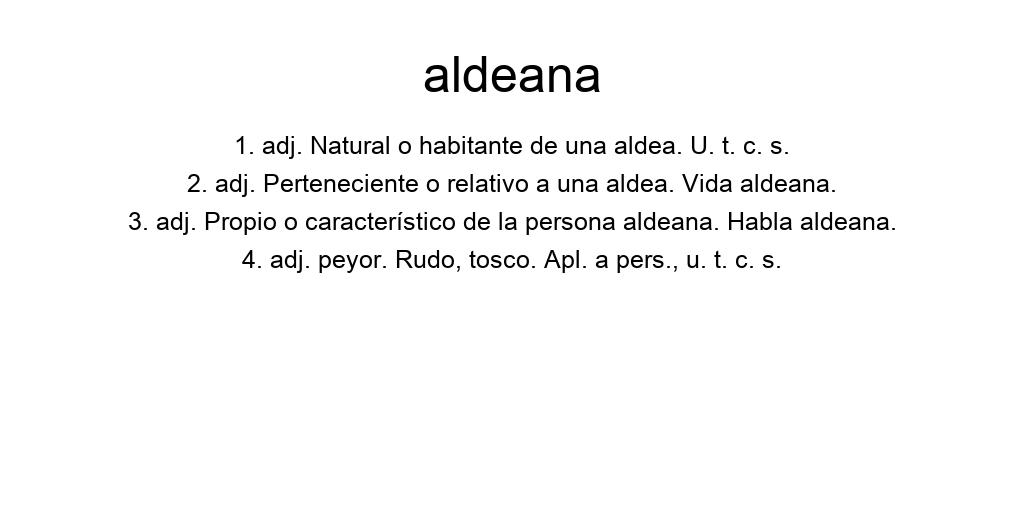 aldeana
1. adj. Natural o habitante de una aldea. U. t. c. s.
2. adj. Perteneciente o relativo a una aldea. Vida aldeana.
3. adj. Propio o característico de la persona aldeana. Habla aldeana.
4. adj. peyor. Rudo, tosco. Apl. a pers., u. t. c. s.